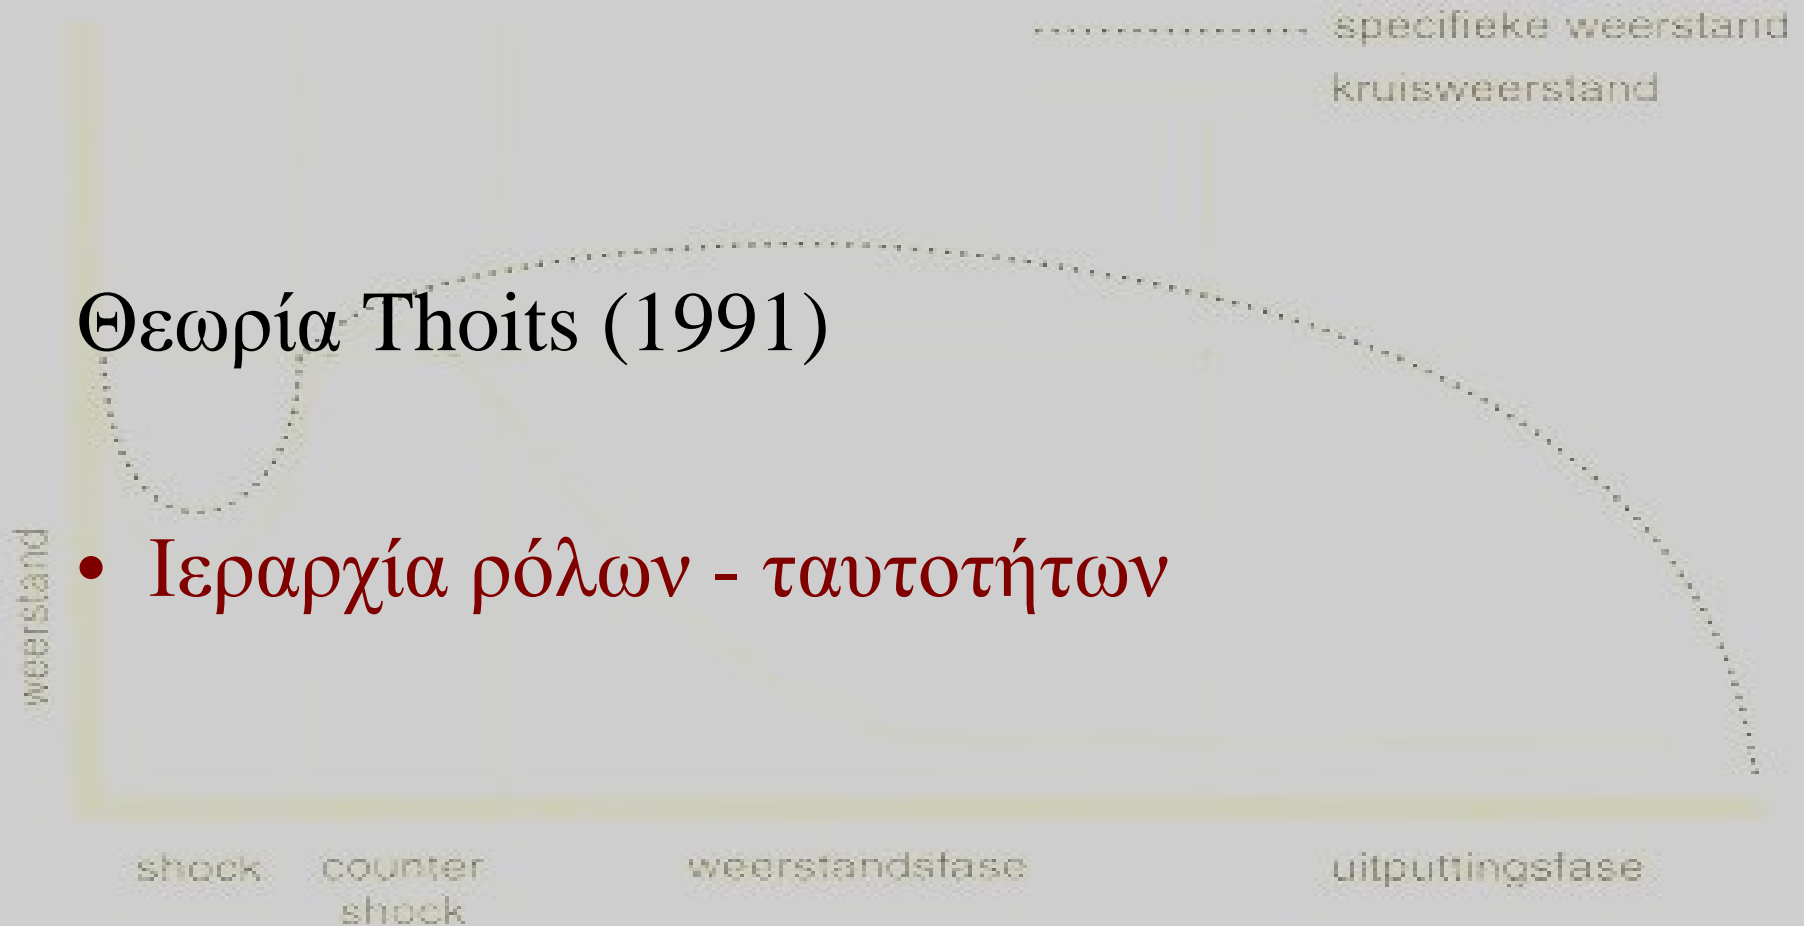 specifieke weerstand
kruisweerstand
Θεωρία Thoits (1991)
• Ιεραρχία ρόλων - ταυτοτήτων
weerstand
shock
counter
shock
weerstandsfase
uitputtingsfase